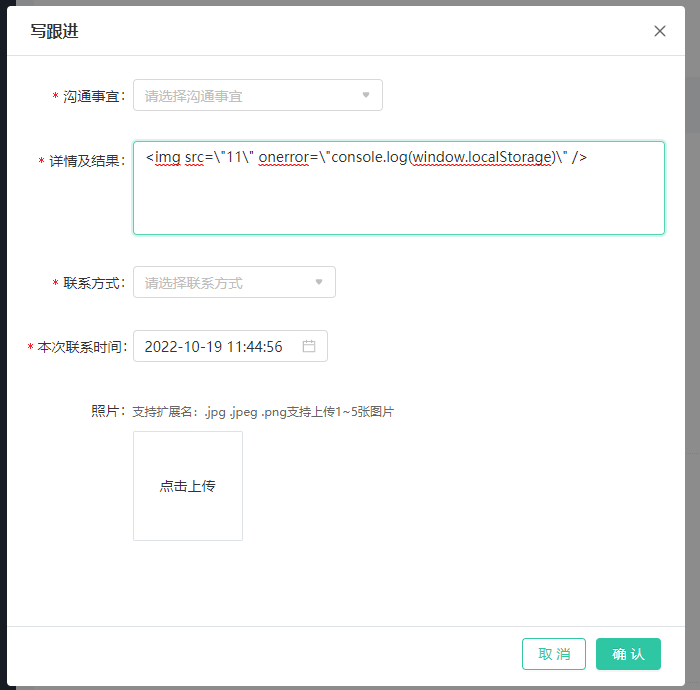 写跟进
* 沟通事宜： 请选择沟通事宜
* 详情及结果： <img src=\"11\" onerror=\"console.log(window.localStorage)\" />
* 联系方式： 请选择联系方式
* 本次联系时间： 2022-10-19 11:44:56
照片： 支持扩展名：.jpg .jpeg .png支持上传1~5张图片
点击上传
取 消 确 认